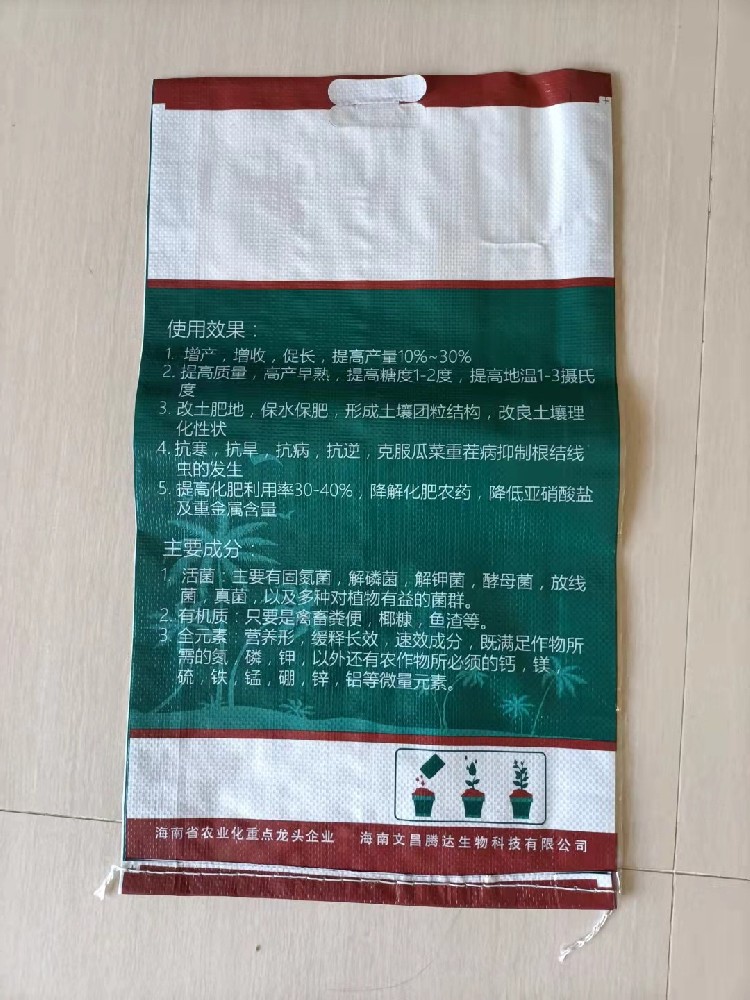 使用效果：
1. 增产，增收，促长，提高产量10%~30%
2. 提高质量，高产早熟，提高糖度1-2度，提高地温1-3摄氏
度
3. 改土肥地，保水保肥，形成土壤团粒结构，改良土壤理
化性状
4. 抗寒，抗旱，抗病，抗逆，克服瓜菜重茬病抑制根结线
虫的发生
5. 提高化肥利用率30-40%，降解化肥农药，降低亚硝酸盐
及重金属含量
主要成分：
1. 活菌：主要有固氮菌，解磷菌，解钾菌，酵母菌，放线
菌，真菌，以及多种对植物有益的菌群。
2. 有机质：只要是禽畜粪便，椰糠，鱼渣等。
3. 全元素：营养形，缓释长效，速效成分，既满足作物所
需的氮，磷，钾，以外还有农作物所必须的钙，镁，
硫，铁，锰，硼，锌，铝等微量元素。
海南省农业化重点龙头企业 海南文昌腾达生物科技有限公司